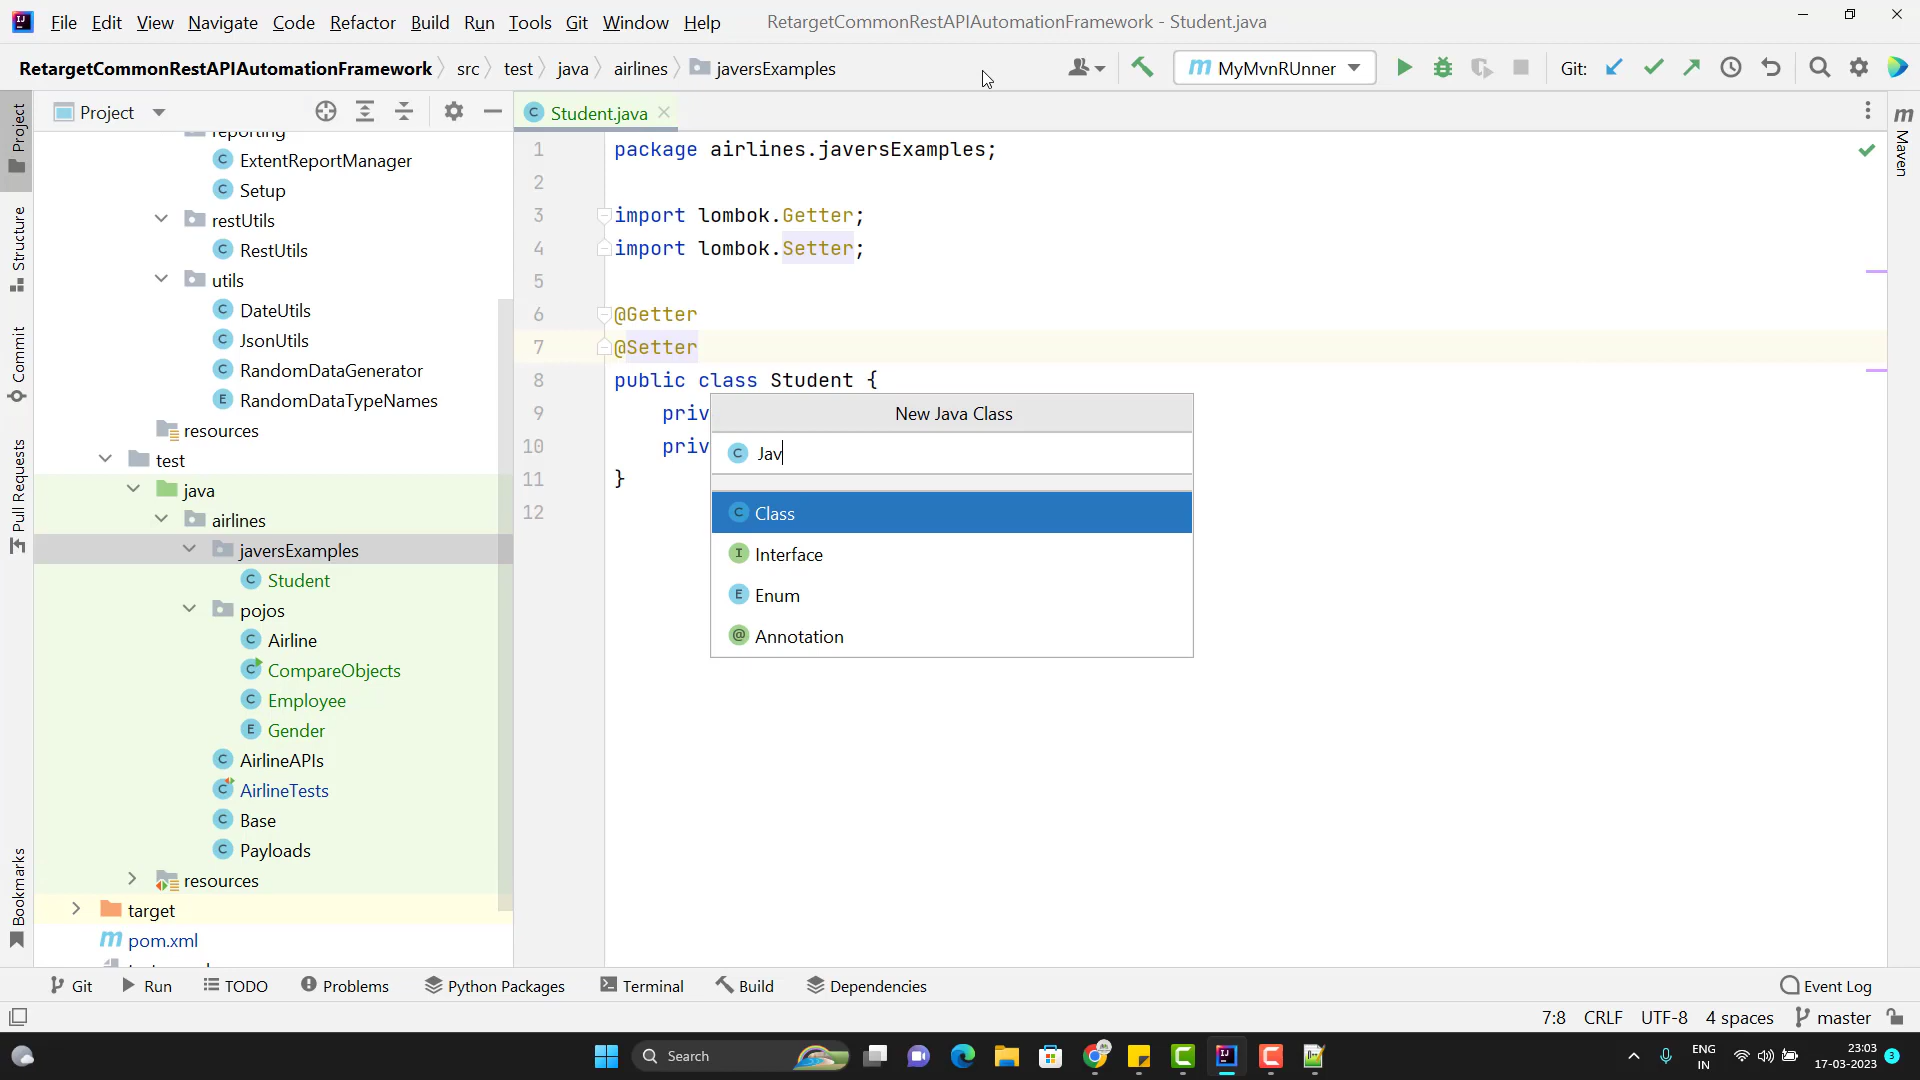 File Edit View Navigate Code Refactor Build Run Tools Git Window Help RetargetCommonRestAPIAutomationFramework - Student.java
RetargetCommonRestAPIAutomationFramework src test java airlines javersExamples MyMvnRUnner Git:
Project
Student.java
Project
Structure
Commit
Pull Requests
Bookmarks
Maven
reporting
ExtentReportManager
Setup
restUtils
RestUtils
utils
DateUtils
JsonUtils
RandomDataGenerator
RandomDataTypeNames
resources
test
java
airlines
javersExamples
Student
pojos
Airline
CompareObjects
Employee
Gender
AirlineAPIs
AirlineTests
Base
Payloads
resources
target
pom.xml
1 package airlines.javersExamples;
2
3 import lombok.Getter;
4 import lombok.Setter;
5
6 @Getter
7 @Setter
8 public class Student {
9 priv
10 priv
11 }
12
New Java Class
Jav
Class
Interface
Enum
Annotation
Git Run TODO Problems Python Packages Terminal Build Dependencies Event Log
7:8 CRLF UTF-8 4 spaces master
Search
ENG
IN
23:03
17-03-2023
3